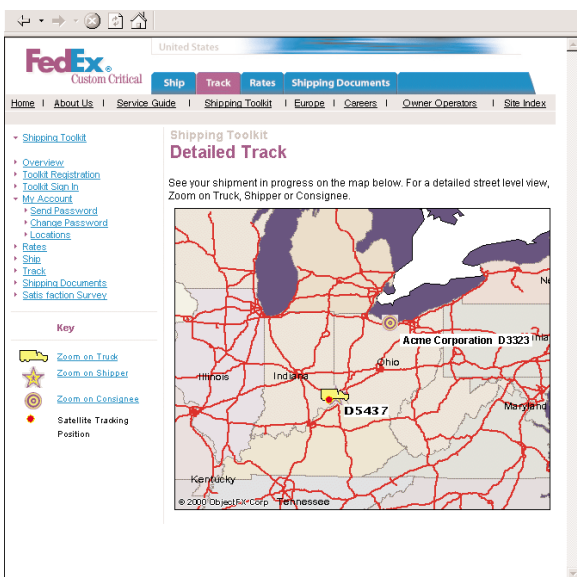 United States
FedEx®
Custom Critical
Ship Track Rates Shipping Documents
Home | About Us | Service Guide | Shipping Toolkit | Europe | Careers | Owner Operators | Site Index
Shipping Toolkit
Overview
Toolkit Registration
Toolkit Sign In
My Account
Send Password
Change Password
Locations
Rates
Ship
Track
Shipping Documents
Satis faction Survey
Key
Zoom on Truck
Zoom on Shipper
Zoom on Consignee
Satellite Tracking
Position
Shipping Toolkit
Detailed Track
See your shipment in progress on the map below. For a detailed street level view,
Zoom on Truck, Shipper or Consignee.
Ne
Acme Corporation D3323
Ohio
Illinois
Indiana
D5437
Maryland
Kentucky
© 2000 ObjectFX Corp
Tennessee